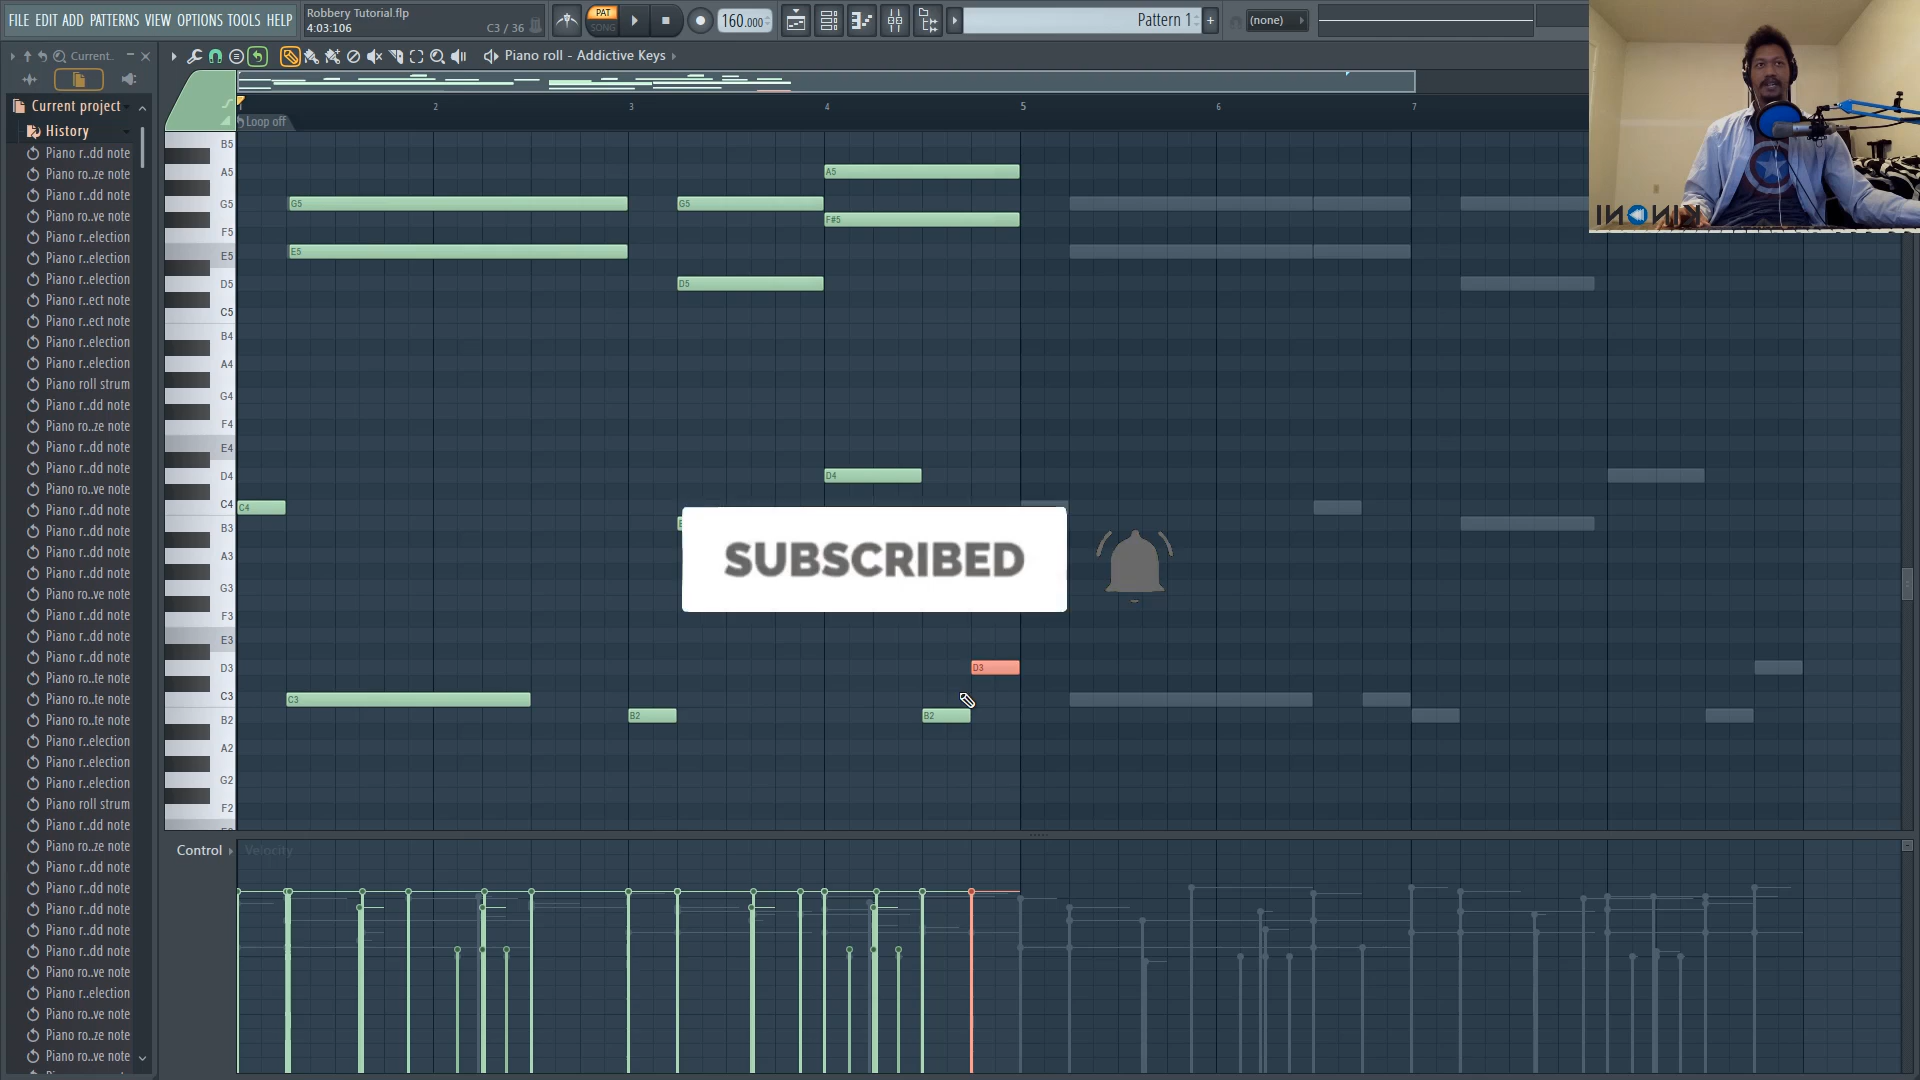 FILE EDIT ADD PATTERNS VIEW OPTIONS TOOLS HELP
Robbery Tutorial.flp
4:03:106 C3 / 36
PAT
SONG
160.000
Pattern 1
(none)
Current..
Piano roll - Addictive Keys
Current project
History
Piano r..dd note
Piano ro..ze note
Piano r..dd note
Piano ro..ve note
Piano r..election
Piano r..election
Piano r..election
Piano r..ect note
Piano r..ect note
Piano r..election
Piano r..election
Piano roll strum
Piano r..dd note
Piano ro..ze note
Piano r..dd note
Piano r..dd note
Piano ro..ve note
Piano r..dd note
Piano r..dd note
Piano r..dd note
Piano r..dd note
Piano ro..ve note
Piano r..dd note
Piano r..dd note
Piano r..dd note
Piano ro..te note
Piano r..dd note
Piano ro..te note
Piano r..election
Piano r..election
Piano r..election
Piano roll strum
Piano r..dd note
Piano ro..ze note
Piano r..dd note
Piano r..dd note
Piano r..dd note
Piano r..dd note
Piano r..dd note
Piano ro..ve note
Piano r..election
Piano ro..ve note
Piano ro..ze note
Piano ro..ve note
2 3 4 5 6 7
Loop off
B5
A5
G5
F5
E5
D5
C5
B4
A4
G4
F4
E4
D4
C4
B3
A3
G3
F3
E3
D3
C3
B2
A2
G2
F2
A5
G5 G5
F#5
E5
D5
D4
C4
D3
C3
B2 B2
SUBSCRIBED
Control Velocity
KINONI